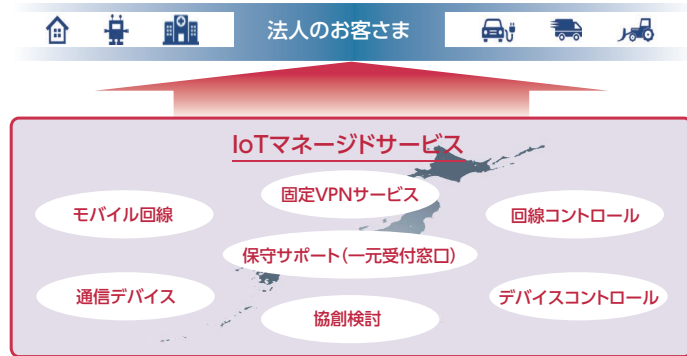 法人のお客さま
IoTマネージドサービス
固定VPNサービス
モバイル回線
回線コントロール
保守サポート(一元受付窓口)
通信デバイス
デバイスコントロール
協創検討